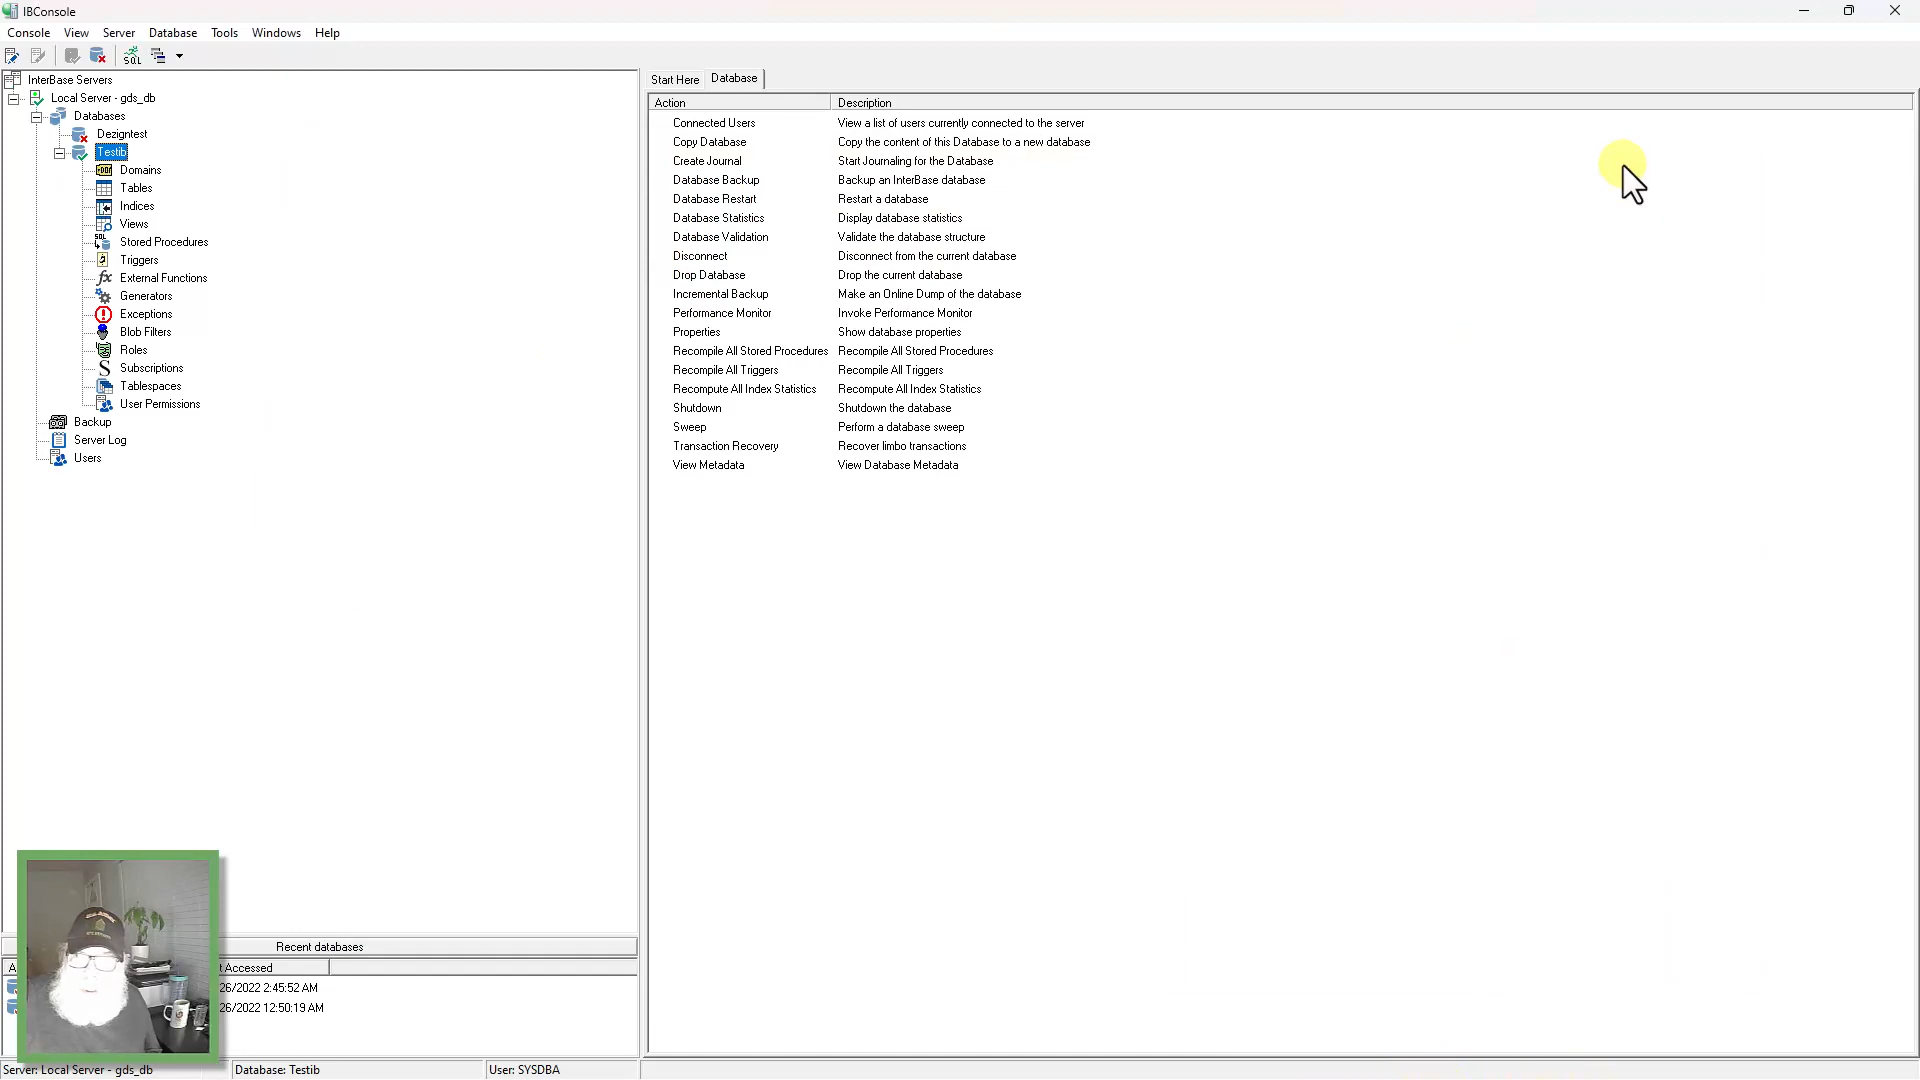 IBConsole
Console View Server Database Tools Windows Help
SQL
InterBase Servers
Local Server - gds_db
Databases
Dezigntest
Testib
Domains
Tables
Indices
Views
Stored Procedures
Triggers
External Functions
Generators
Exceptions
Blob Filters
Roles
Subscriptions
Tablespaces
User Permissions
Backup
Server Log
Users
Start Here Database
Action Description
Connected Users View a list of users currently connected to the server
Copy Database Copy the content of this Database to a new database
Create Journal Start Journaling for the Database
Database Backup Backup an InterBase database
Database Restart Restart a database
Database Statistics Display database statistics
Database Validation Validate the database structure
Disconnect Disconnect from the current database
Drop Database Drop the current database
Incremental Backup Make an Online Dump of the database
Performance Monitor Invoke Performance Monitor
Properties Show database properties
Recompile All Stored Procedures Recompile All Stored Procedures
Recompile All Triggers Recompile All Triggers
Recompute All Index Statistics Recompute All Index Statistics
Shutdown Shutdown the database
Sweep Perform a database sweep
Transaction Recovery Recover limbo transactions
View Metadata View Database Metadata
Recent databases
A t Accessed
26/2022 2:45:52 AM
26/2022 12:50:19 AM
Server: Local Server - gds_db Database: Testib User: SYSDBA